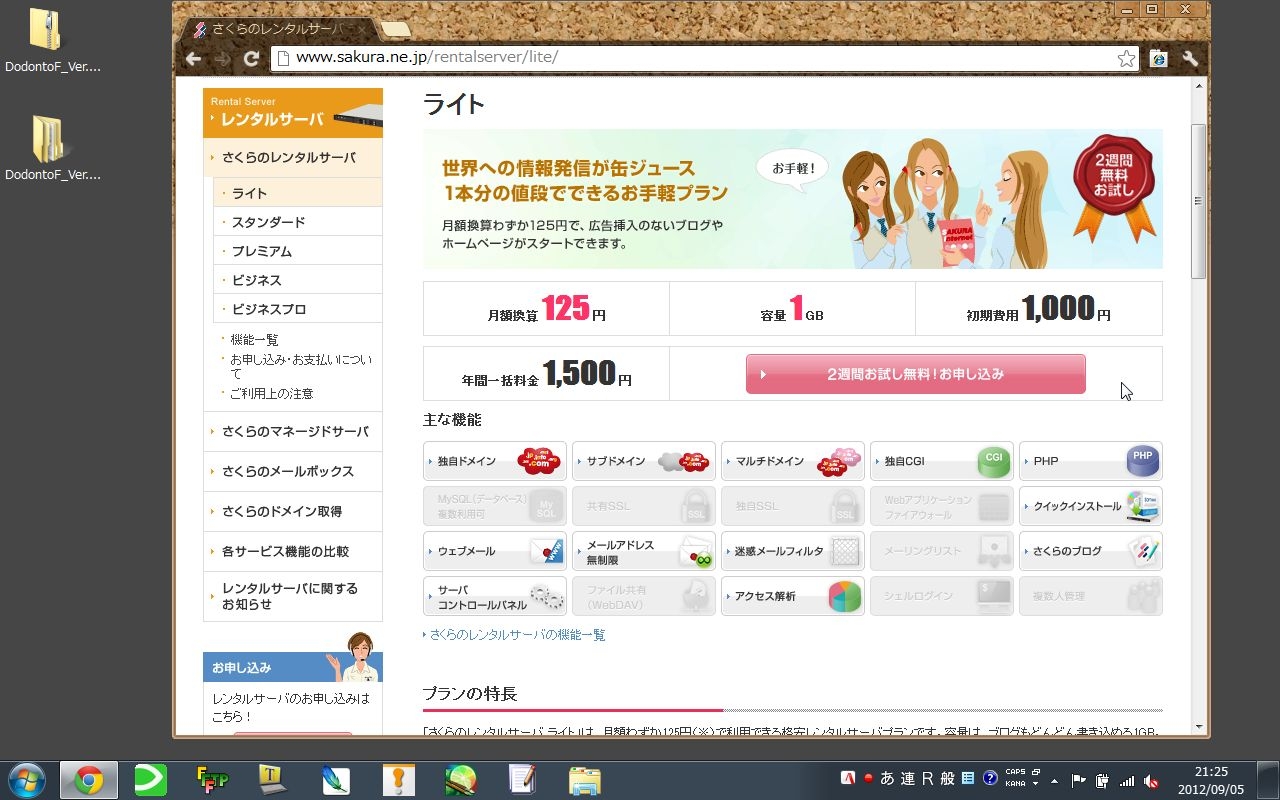 DodontoF_Ver....
DodontoF_Ver....
さくらのレンタルサーバ
www.sakura.ne.jp/rentalserver/lite/
Rental Server
レンタルサーバ
さくらのレンタルサーバ
ライト
スタンダード
プレミアム
ビジネス
ビジネスプロ
機能一覧
お申し込み・お支払いについ
て
ご利用上の注意
さくらのマネージドサーバ
さくらのメールボックス
さくらのドメイン取得
各サービス機能の比較
レンタルサーバに関する
お知らせ
お申し込み
レンタルサーバのお申し込みは
こちら！
ライト
世界への情報発信が缶ジュース
1本分の値段でできるお手軽プラン
月額換算わずか125円で、広告挿入のないブログや
ホームページがスタートできます。
お手軽！
SAKURA
internet
2週間
無料
お試し
月額換算125円
容量1GB
初期費用1,000円
年間一括料金1,500円
2週間お試し無料！お申し込み
主な機能
独自ドメイン
サブドメイン
マルチドメイン
独自CGI
CGI
PHP
PHP
MySQL（データベース）
複数利用可
My
SQL
共有SSL
SSL
独自SSL
SSL
Webアプリケーション
ファイアウォール
クイックインストール
ウェブメール
メールアドレス
無制限
迷惑メールフィルタ
メーリングリスト
さくらのブログ
サーバ
コントロールパネル
ファイル共有
（WebDAV）
アクセス解析
シェルログイン
複数人管理
さくらのレンタルサーバの機能一覧
プランの特長
「さくらのレンタルサーバ ライト」は、月額わずか125円（※）で利用できる格安レンタルサーバプランです。容量は、ブログもどんどん書き込める1GB。
FFFTP
あ 連 R 般
CAPS
KANA
21:25
2012/09/05